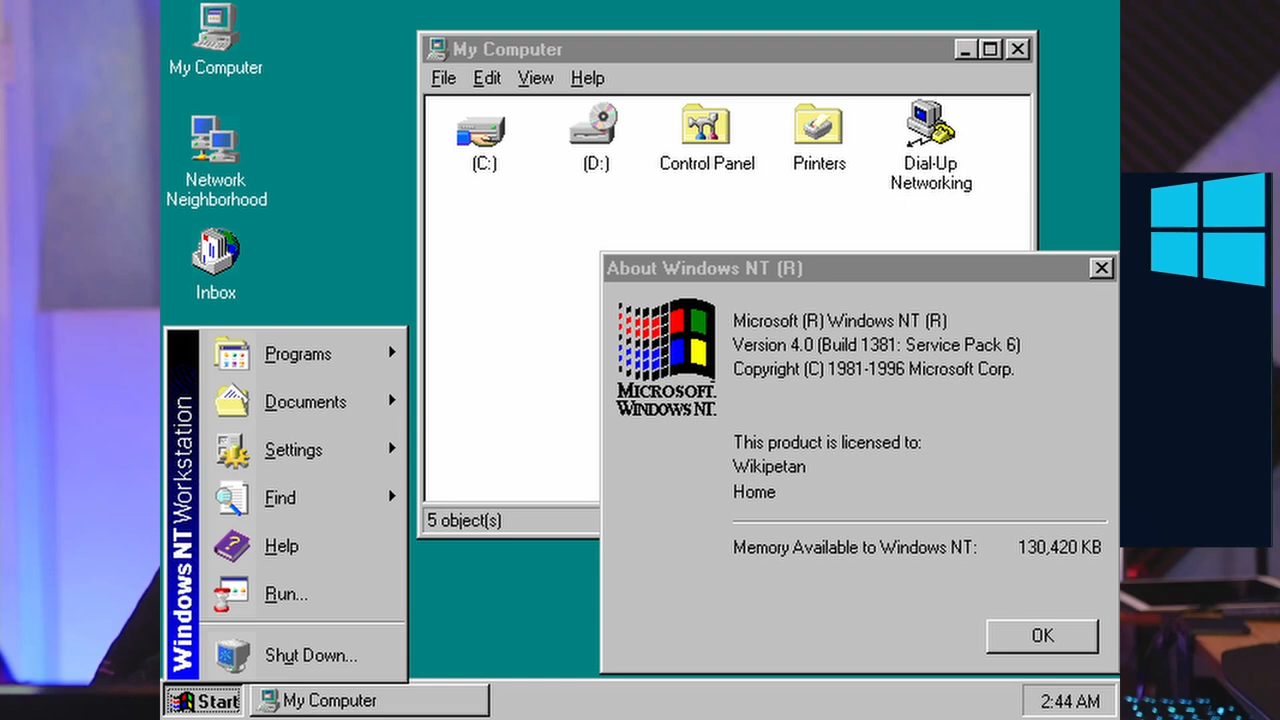 My Computer
Network
Neighborhood
Inbox
My Computer
File Edit View Help
(C:)
(D:)
Control Panel
Printers
Dial-Up
Networking
5 object(s)
About Windows NT (R)
MICROSOFT.
WINDOWS NT.
Microsoft (R) Windows NT (R)
Version 4.0 (Build 1381: Service Pack 6)
Copyright (C) 1981-1996 Microsoft Corp.
This product is licensed to:
Wikipetan
Home
Memory Available to Windows NT: 130,420 KB
OK
Windows NT Workstation
Programs
Documents
Settings
Find
Help
Run...
Shut Down...
Start
My Computer
2:44 AM